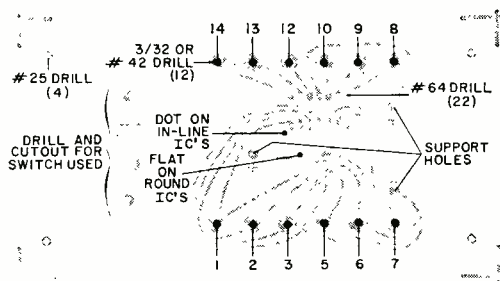 14 13 12 10 9 8
3/32 OR
# 42 DRILL
(12)
# 25 DRILL
(4)
# 64 DRILL
(22)
DOT ON
IN-LINE
IC'S
DRILL AND
CUTOUT FOR
SWITCH USED
FLAT
ON
ROUND
IC'S
SUPPORT
HOLES
1 2 3 5 6 7